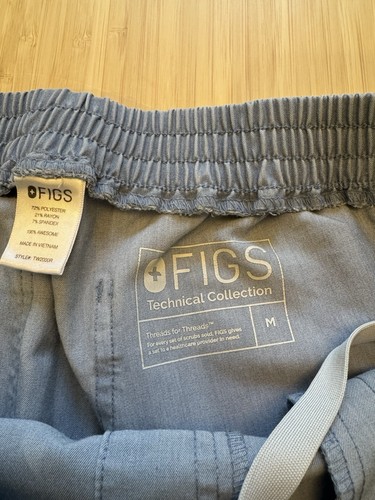 FIGS
72% POLYESTER
21% RAYON
7% SPANDEX
100% AWESOME
MADE IN VIETNAM
FIGS
Technical Collection
Threads for Threads™
For every set of scrubs sold, FIGS gives
a set to a healthcare provider in need.
M